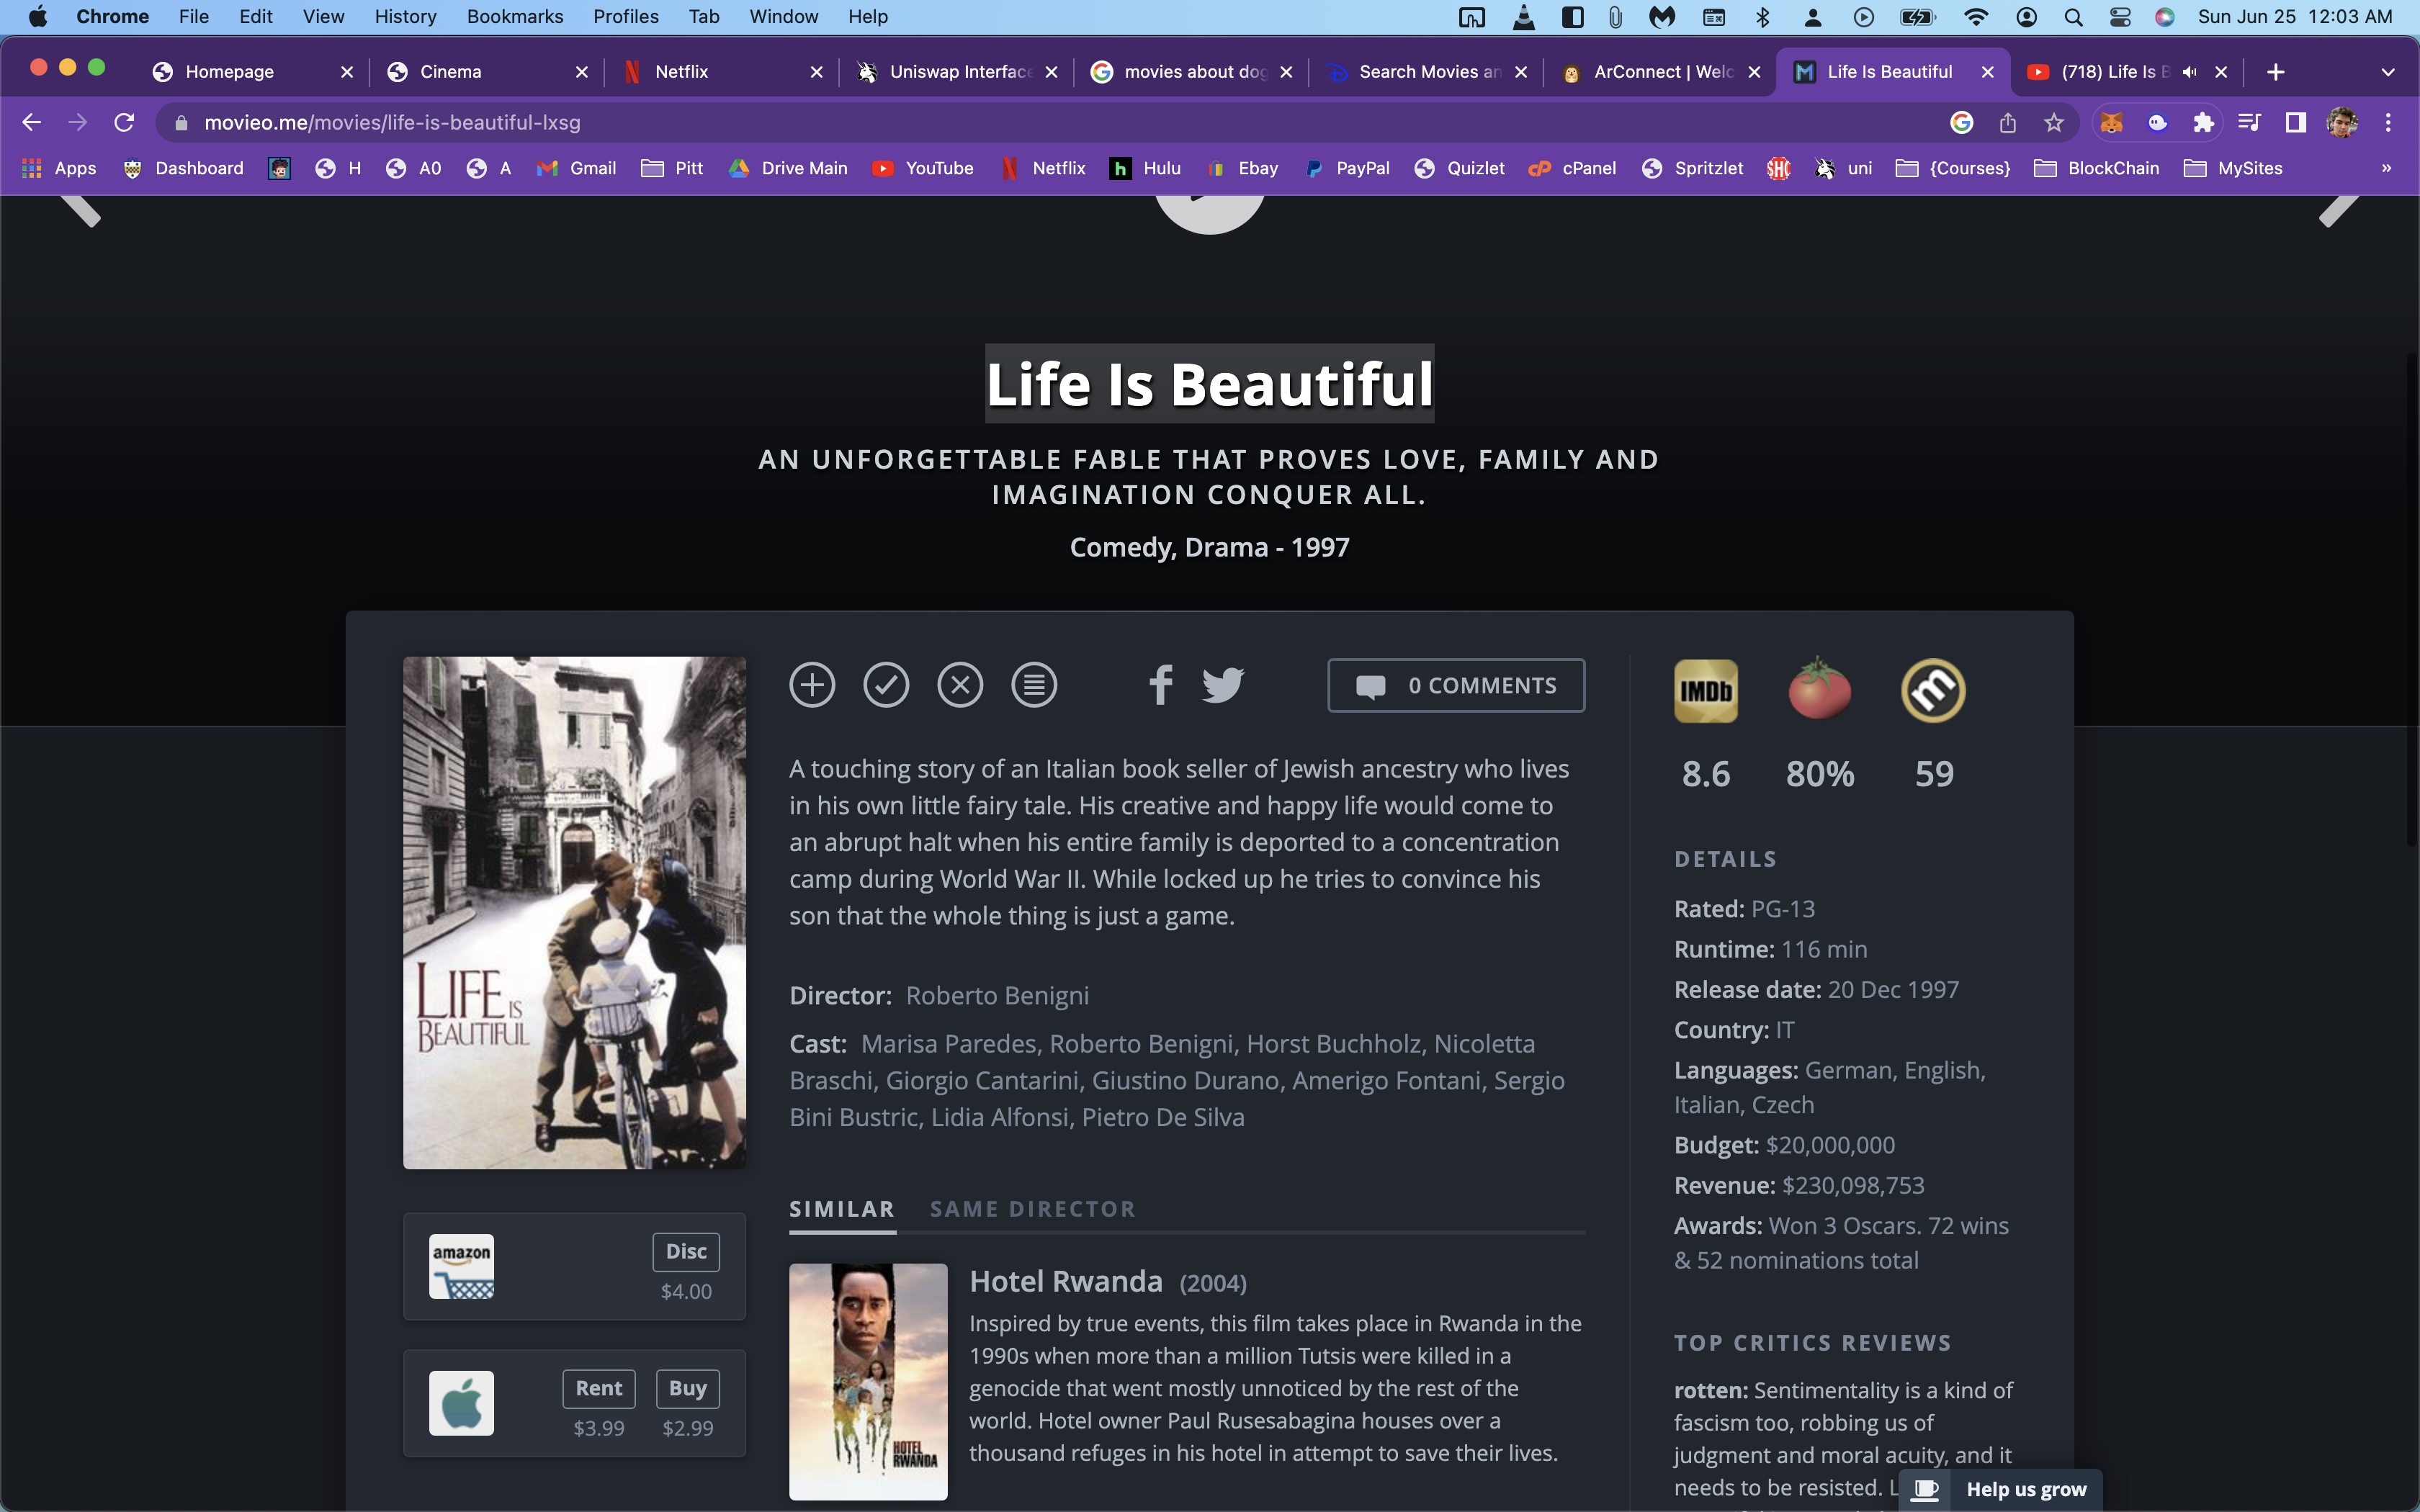 Chrome File Edit View History Bookmarks Profiles Tab Window Help Sun Jun 25 12:03 AM
Homepage Cinema Netflix Uniswap Interface movies about dog Search Movies an ArConnect | Welc Life Is Beautiful (718) Life Is B
movieo.me/movies/life-is-beautiful-lxsg
Apps Dashboard H A0 A Gmail Pitt Drive Main YouTube Netflix h Hulu Ebay PayPal Quizlet cPanel Spritzlet SHC uni {Courses} BlockChain MySites »
Life Is Beautiful
AN UNFORGETTABLE FABLE THAT PROVES LOVE, FAMILY AND
IMAGINATION CONQUER ALL.
Comedy, Drama - 1997
LIFE IS
BEAUTIFUL
amazon
Disc
$4.00
Rent Buy
$3.99 $2.99
0 COMMENTS
A touching story of an Italian book seller of Jewish ancestry who lives
in his own little fairy tale. His creative and happy life would come to
an abrupt halt when his entire family is deported to a concentration
camp during World War II. While locked up he tries to convince his
son that the whole thing is just a game.
Director: Roberto Benigni
Cast: Marisa Paredes, Roberto Benigni, Horst Buchholz, Nicoletta
Braschi, Giorgio Cantarini, Giustino Durano, Amerigo Fontani, Sergio
Bini Bustric, Lidia Alfonsi, Pietro De Silva
SIMILAR SAME DIRECTOR
HOTEL
RWANDA
Hotel Rwanda (2004)
Inspired by true events, this film takes place in Rwanda in the
1990s when more than a million Tutsis were killed in a
genocide that went mostly unnoticed by the rest of the
world. Hotel owner Paul Rusesabagina houses over a
thousand refuges in his hotel in attempt to save their lives.
IMDb m
8.6 80% 59
DETAILS
Rated: PG-13
Runtime: 116 min
Release date: 20 Dec 1997
Country: IT
Languages: German, English,
Italian, Czech
Budget: $20,000,000
Revenue: $230,098,753
Awards: Won 3 Oscars. 72 wins
& 52 nominations total
TOP CRITICS REVIEWS
rotten: Sentimentality is a kind of
fascism too, robbing us of
judgment and moral acuity, and it
needs to be resisted. L
Help us grow